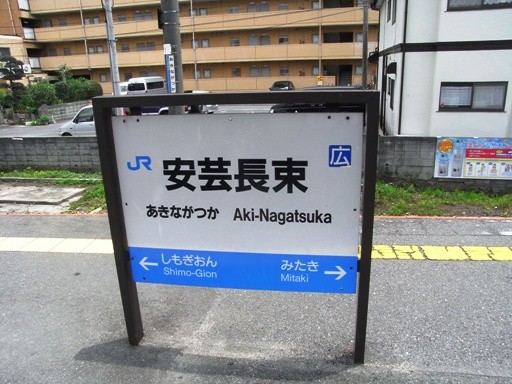 JR 安芸長束 広
あきながつか Aki-Nagatsuka
← しもぎおん みたき →
Shimo-Gion Mitaki